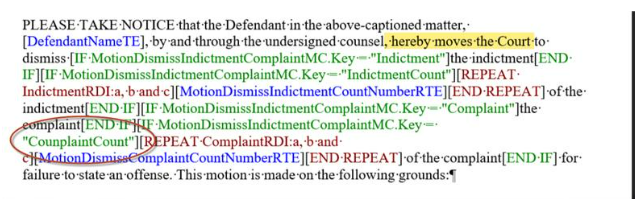 PLEASE TAKE NOTICE that the Defendant in the above-captioned matter,
[DefendantNameTE], by and through the undersigned counsel, hereby moves the Court to
dismiss [IF MotionDismissIndictmentComplaintMC.Key = "Indictment"]the indictment[END
IF][IF MotionDismissIndictmentComplaintMC.Key = "IndictmentCount"][REPEAT
IndictmentRDI:a, b and c][MotionDismissIndictmentCountNumberRTE][END REPEAT] of the
indictment[END IF][IF MotionDismissIndictmentComplaintMC.Key = "Complaint"]the
complaint[END IF][IF MotionDismissIndictmentComplaintMC.Key =
"CounplaintCount"][REPEAT ComplaintRDI:a, b and
c][MotionDismissComplaintCountNumberRTE][END REPEAT] of the complaint[END IF] for
failure to state an offense. This motion is made on the following grounds:¶